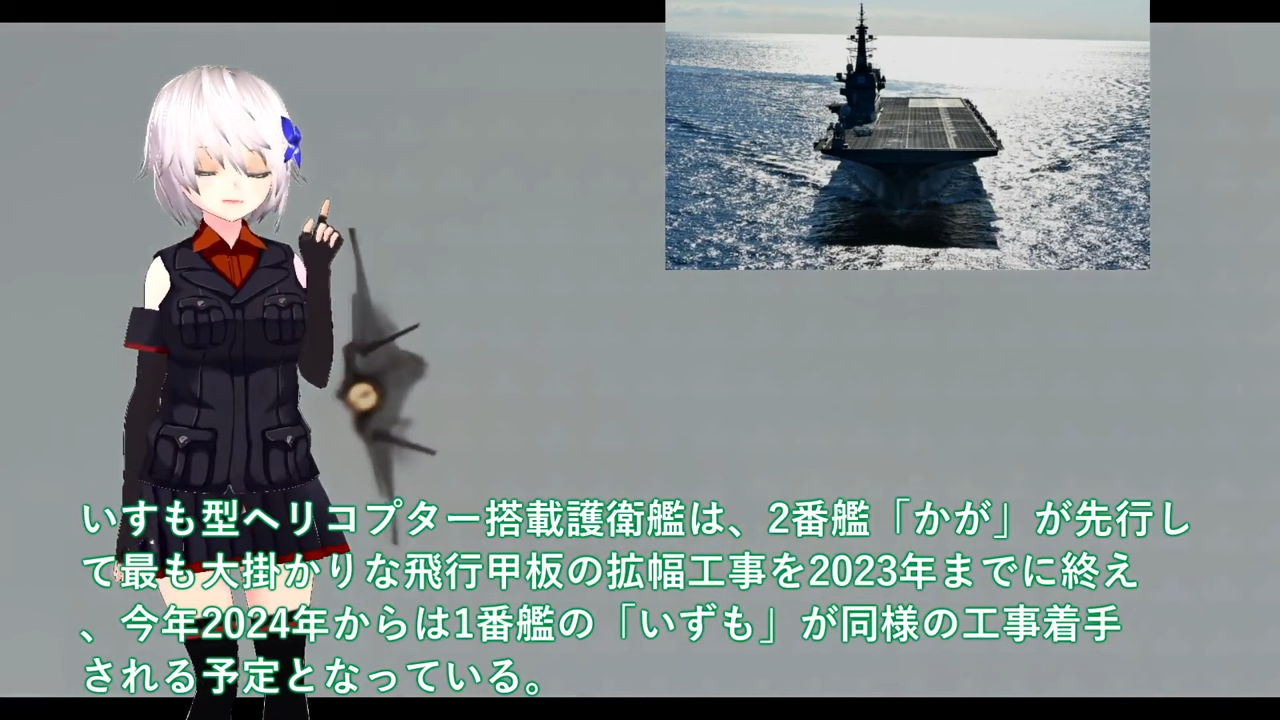 いすも型ヘリコプター搭載護衛艦は、2番艦「かが」が先行し
て最も大掛かりな飛行甲板の拡幅工事を2023年までに終え
、今年2024年からは1番艦の「いずも」が同様の工事着手
される予定となっている。